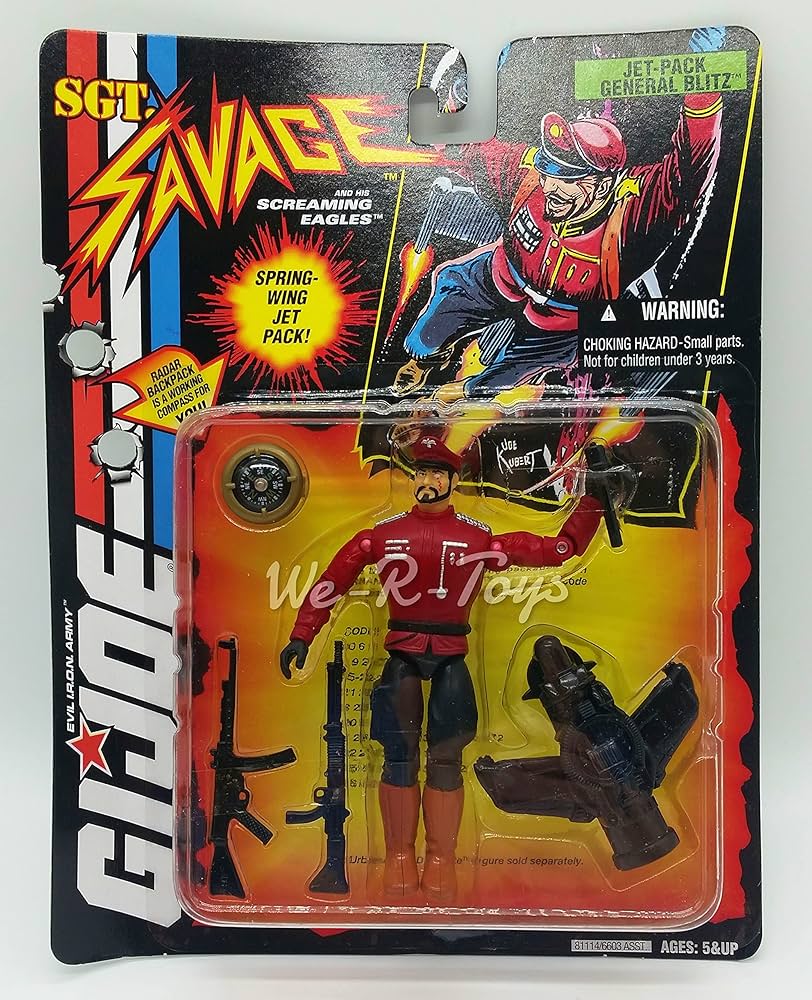 SGT.
SAVAGE™
AND HIS
SCREAMING
EAGLES™
JET-PACK
GENERAL BLITZ™
SPRING-
WING
JET
PACK!
WARNING:
CHOKING HAZARD-Small parts.
Not for children under 3 years.
RADAR
BACKPACK
IS A WORKING
COMPASS FOR
YOU!
JOE
KUBERT
We-R-Toys
EVIL I.R.O.N. ARMY™
GI JOE
figure sold separately.
81114/6603 ASST.
AGES: 5&UP